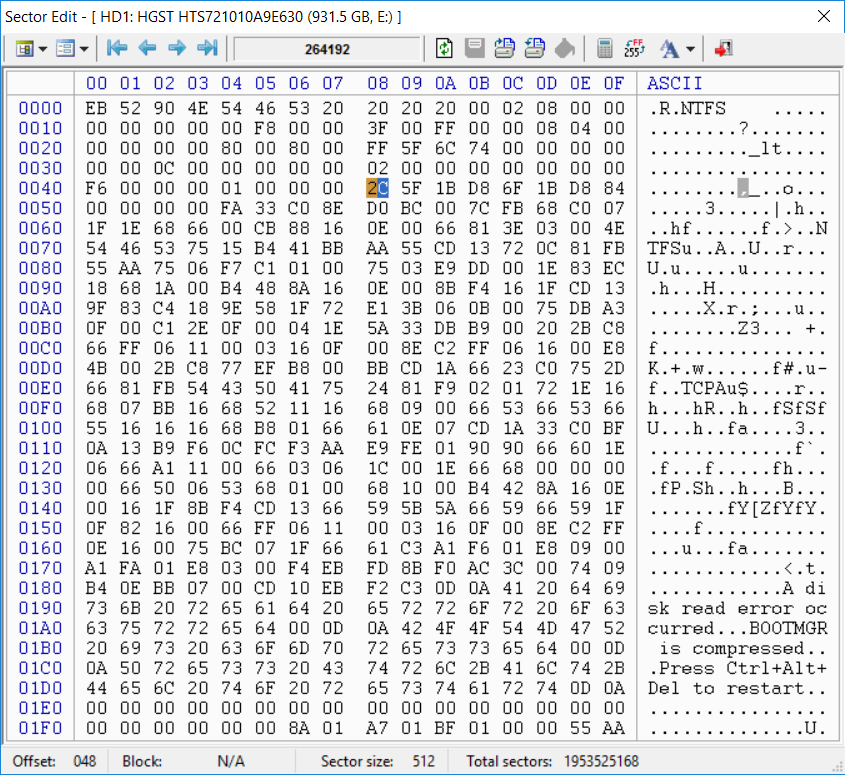 Sector Edit - [ HD1: HGST HTS721010A9E630 (931.5 GB, E:) ]
264192
00 01 02 03 04 05 06 07 08 09 0A 0B 0C 0D 0E 0F ASCII
0000 EB 52 90 4E 54 46 53 20 20 20 20 00 02 08 00 00 .R.NTFS .....
0010 00 00 00 00 00 F8 00 00 3F 00 FF 00 00 08 04 00 ........?.......
0020 00 00 00 00 80 00 80 00 FF 5F 6C 74 00 00 00 00 ........._lt....
0030 00 00 0C 00 00 00 00 00 02 00 00 00 00 00 00 00 ................
0040 F6 00 00 00 01 00 00 00 2C 5F 1B D8 6F 1B D8 84 ........,_..o...
0050 00 00 00 00 FA 33 C0 8E D0 BC 00 7C FB 68 C0 07 .....3.....|.h..
0060 1F 1E 68 66 00 CB 88 16 0E 00 66 81 3E 03 00 4E ..hf......f.>..N
0070 54 46 53 75 15 B4 41 BB AA 55 CD 13 72 0C 81 FB TFSu..A..U..r...
0080 55 AA 75 06 F7 C1 01 00 75 03 E9 DD 00 1E 83 EC U.u.....u.......
0090 18 68 1A 00 B4 48 8A 16 0E 00 8B F4 16 1F CD 13 .h...H..........
00A0 9F 83 C4 18 9E 58 1F 72 E1 3B 06 0B 00 75 DB A3 .....X.r.;...u..
00B0 0F 00 C1 2E 0F 00 04 1E 5A 33 DB B9 00 20 2B C8 ........Z3... +.
00C0 66 FF 06 11 00 03 16 0F 00 8E C2 FF 06 16 00 E8 f...............
00D0 4B 00 2B C8 77 EF B8 00 BB CD 1A 66 23 C0 75 2D K.+.w......f#.u-
00E0 66 81 FB 54 43 50 41 75 24 81 F9 02 01 72 1E 16 f..TCPAu$....r..
00F0 68 07 BB 16 68 52 11 16 68 09 00 66 53 66 53 66 h...hR..h..fSfSf
0100 55 16 16 16 68 B8 01 66 61 0E 07 CD 1A 33 C0 BF U...h..fa....3..
0110 0A 13 B9 F6 0C FC F3 AA E9 FE 01 90 90 66 60 1E .............f`.
0120 06 66 A1 11 00 66 03 06 1C 00 1E 66 68 00 00 00 .f...f.....fh...
0130 00 66 50 06 53 68 01 00 68 10 00 B4 42 8A 16 0E .fP.Sh..h...B...
0140 00 16 1F 8B F4 CD 13 66 59 5B 5A 66 59 66 59 1F .......fY[ZfYfY.
0150 0F 82 16 00 66 FF 06 11 00 03 16 0F 00 8E C2 FF ....f...........
0160 0E 16 00 75 BC 07 1F 66 61 C3 A1 F6 01 E8 09 00 ...u...fa.......
0170 A1 FA 01 E8 03 00 F4 EB FD 8B F0 AC 3C 00 74 09 ............<.t.
0180 B4 0E BB 07 00 CD 10 EB F2 C3 0D 0A 41 20 64 69 ............A di
0190 73 6B 20 72 65 61 64 20 65 72 72 6F 72 20 6F 63 sk read error oc
01A0 63 75 72 72 65 64 00 0D 0A 42 4F 4F 54 4D 47 52 curred...BOOTMGR
01B0 20 69 73 20 63 6F 6D 70 72 65 73 73 65 64 00 0D is compressed..
01C0 0A 50 72 65 73 73 20 43 74 72 6C 2B 41 6C 74 2B .Press Ctrl+Alt+
01D0 44 65 6C 20 74 6F 20 72 65 73 74 61 72 74 0D 0A Del to restart..
01E0 00 00 00 00 00 00 00 00 00 00 00 00 00 00 00 00 ................
01F0 00 00 00 00 00 00 8A 01 A7 01 BF 01 00 00 55 AA ..............U.
Offset: 048 Block: N/A Sector size: 512 Total sectors: 1953525168